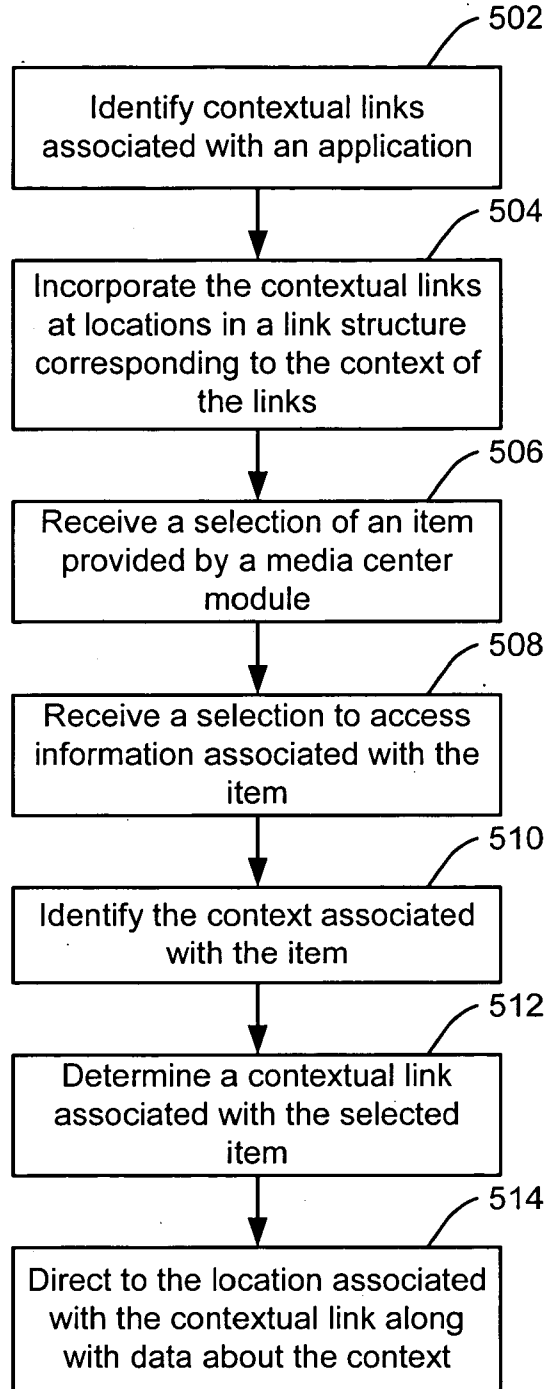 502
Identify contextual links
associated with an application
504
Incorporate the contextual links
at locations in a link structure
corresponding to the context of
the links
506
Receive a selection of an item
provided by a media center
module
508
Receive a selection to access
information associated with the
item
510
Identify the context associated
with the item
512
Determine a contextual link
associated with the selected
item
514
Direct to the location associated
with the contextual link along
with data about the context